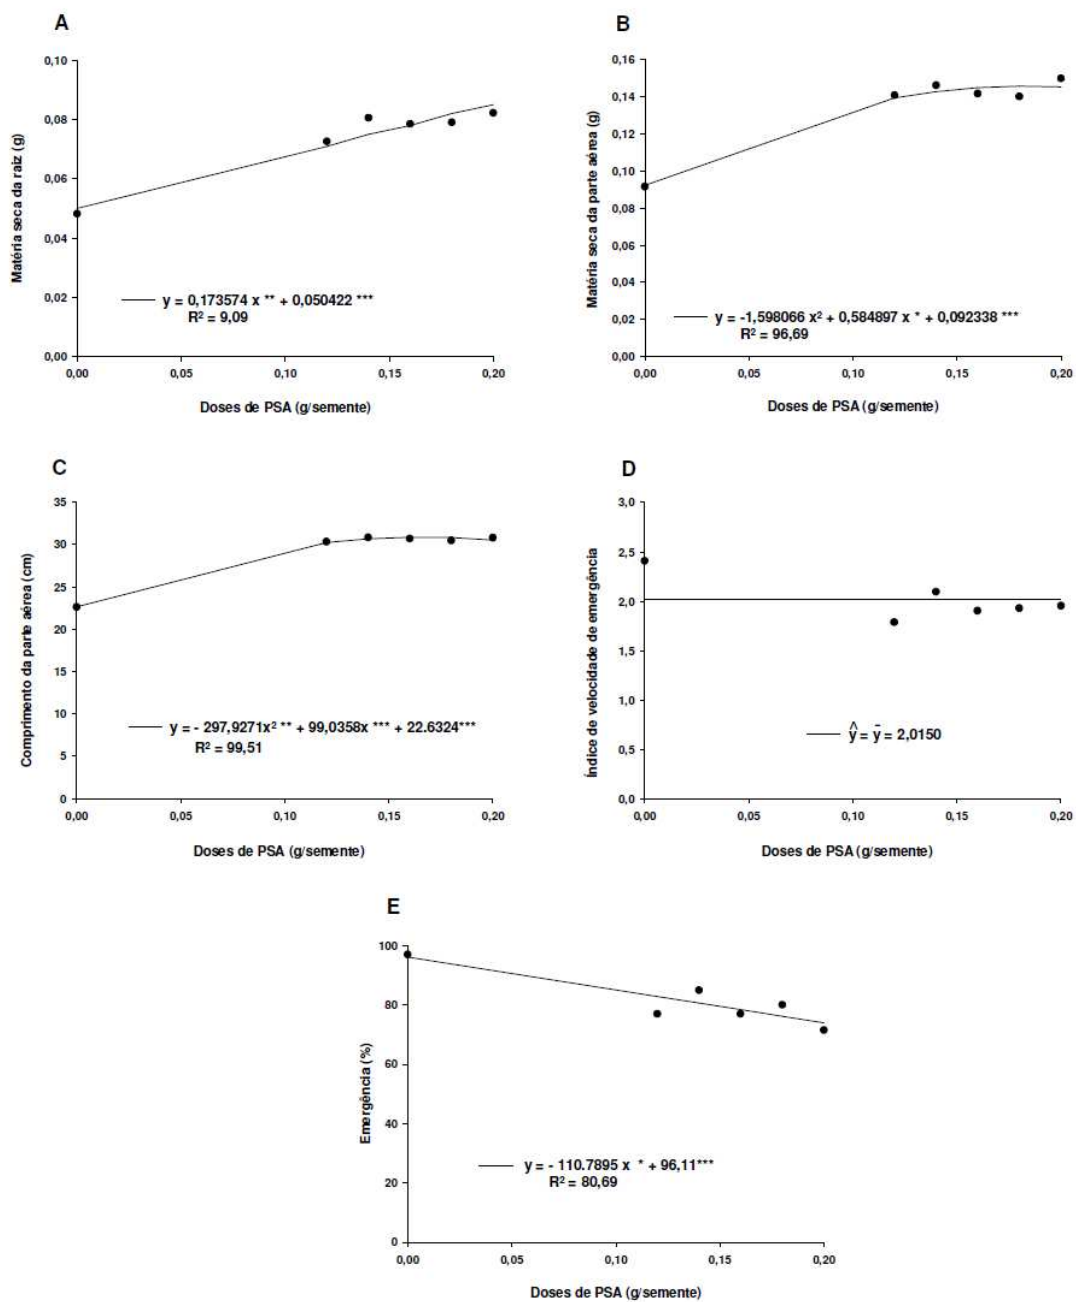 A
0,10
0,08
0,06
0,04
0,02
0,00
Matéria seca da raiz (g)
y = 0,173574 x ** + 0,050422 ***
R² = 9,09
0,00 0,05 0,10 0,15 0,20
Doses de PSA (g/semente)
B
0,16
0,14
0,12
0,10
0,08
0,06
0,04
0,02
0,00
Matéria seca da parte aérea (g)
y = -1,598066 x² + 0,584897 x * + 0,092338 ***
R² = 96,69
0,00 0,05 0,10 0,15 0,20
Doses de PSA (g/semente)
C
35
30
25
20
15
10
5
0
Comprimento da parte aérea (cm)
y = - 297,9271x² ** + 99,0358x *** + 22.6324***
R² = 99,51
0,00 0,05 0,10 0,15 0,20
Doses de PSA (g/semente)
D
3,0
2,5
2,0
1,5
1,0
0,5
0,0
Índice de velocidade de emergência
ŷ = ȳ = 2,0150
0,00 0,05 0,10 0,15 0,20
Doses de PSA (g/semente)
E
100
80
60
40
20
0
Emergência (%)
y = - 110.7895 x * + 96,11***
R² = 80,69
0,00 0,05 0,10 0,15 0,20
Doses de PSA (g/semente)